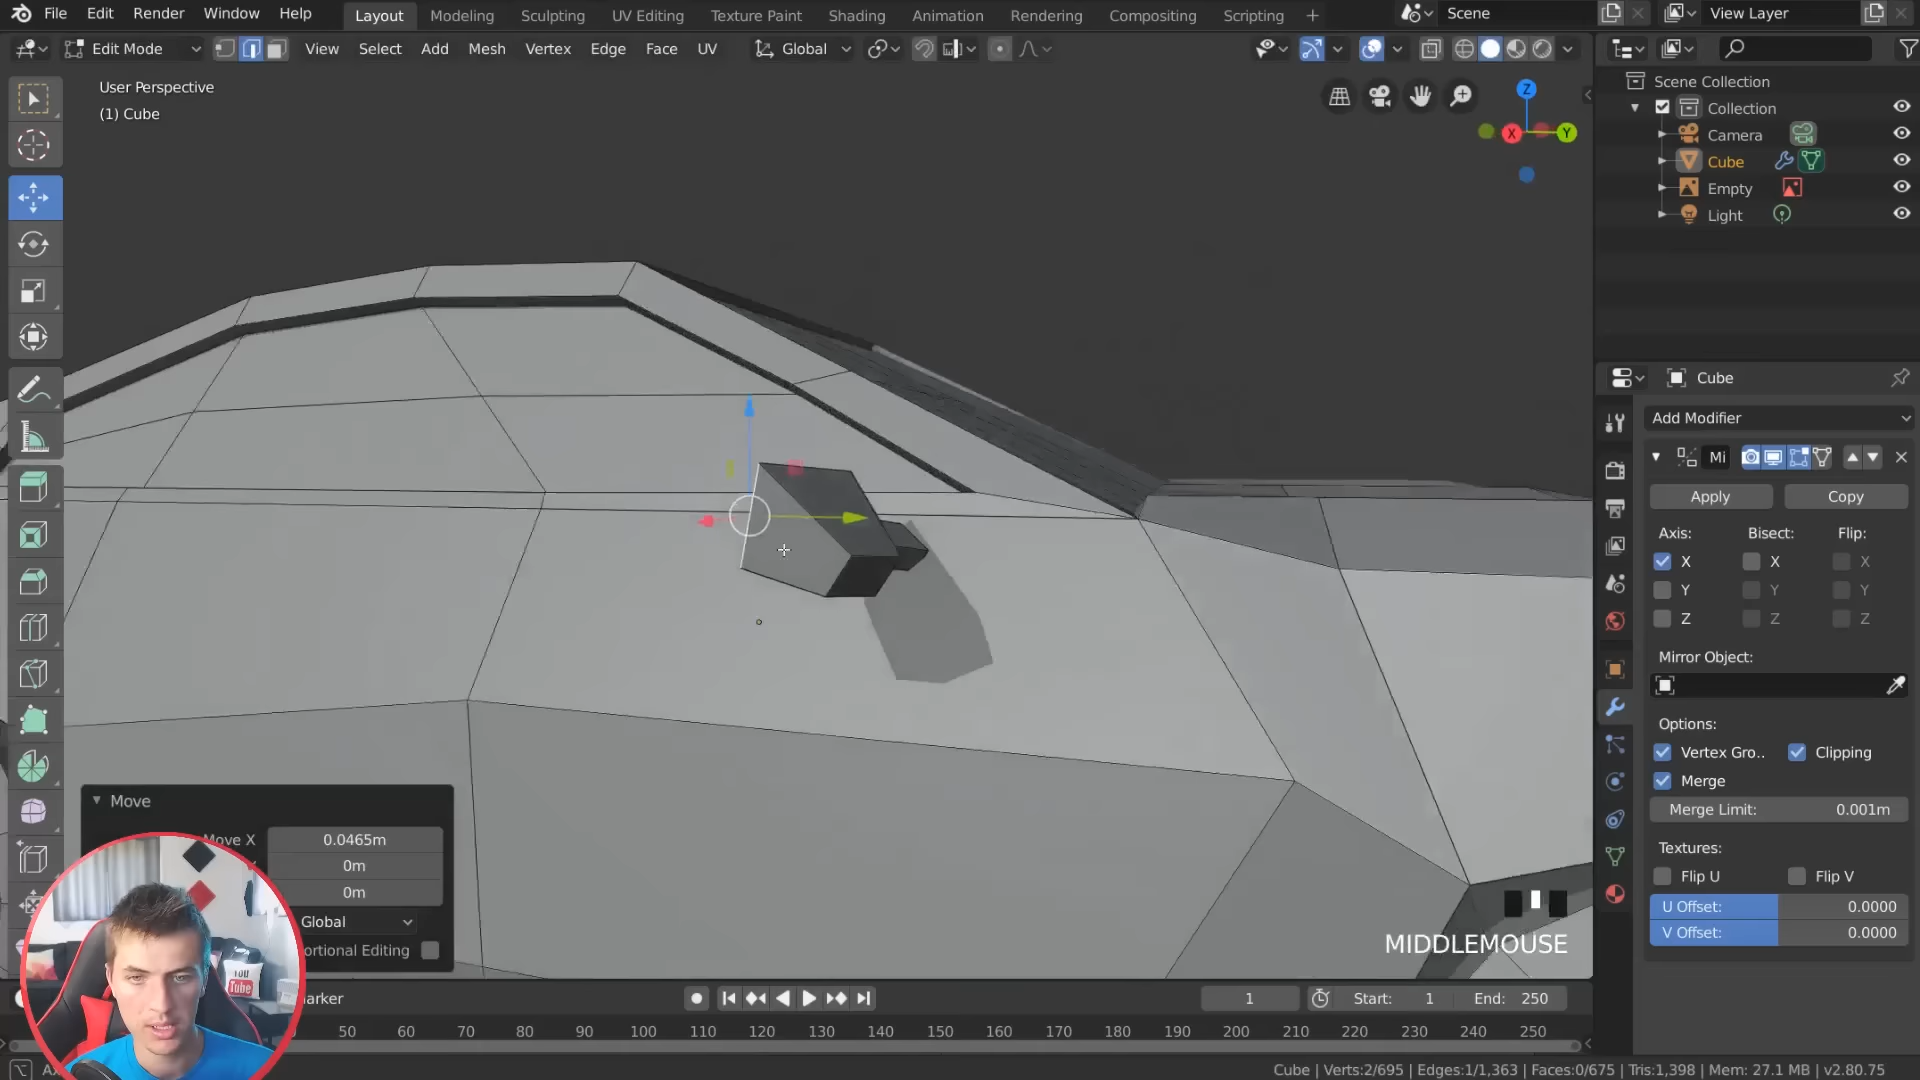 File Edit Render Window Help Layout Modeling Sculpting UV Editing Texture Paint Shading Animation Rendering Compositing Scripting + Scene View Layer
Edit Mode View Select Add Mesh Vertex Edge Face UV Global
User Perspective
(1) Cube
Z
X Y
Scene Collection
Collection
Camera
Cube
Empty
Light
Cube
Add Modifier
Mi
Apply Copy
Axis: Bisect: Flip:
X X X
Y Y Y
Z Z Z
Mirror Object:
Options:
Vertex Gro.. Clipping
Merge
Merge Limit: 0.001m
Textures:
Flip U Flip V
U Offset: 0.0000
V Offset: 0.0000
Move
Move X 0.0465m
0m
0m
Global
ortional Editing
MIDDLEMOUSE
You
Tube
arker 1 Start: 1 End: 250
50 60 70 80 90 100 110 120 130 140 150 160 170 180 190 200 210 220 230 240 250
Cube | Verts:2/695 | Edges:1/1,363 | Faces:0/675 | Tris:1,398 | Mem: 27.1 MB | v2.80.75